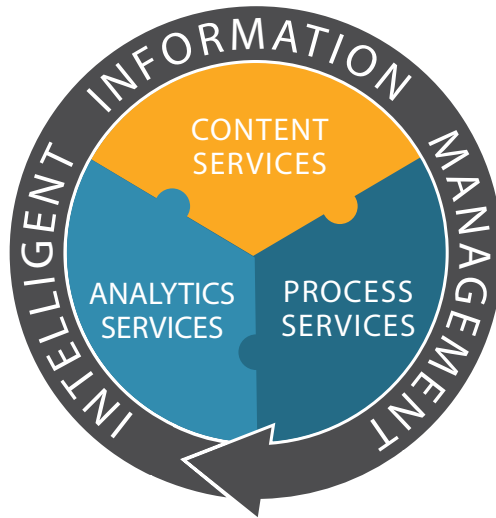 INTELLIGENT INFORMATION MANAGEMENT
CONTENT
SERVICES
ANALYTICS
SERVICES
PROCESS
SERVICES